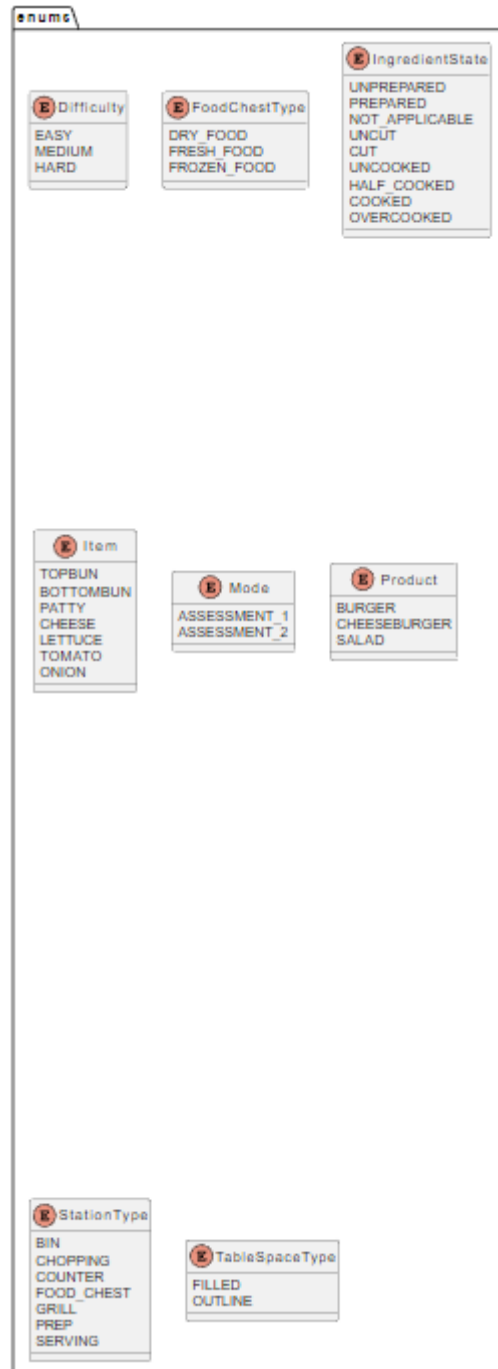 enums
E Difficulty
EASY
MEDIUM
HARD
E FoodChestType
DRY_FOOD
FRESH_FOOD
FROZEN_FOOD
E IngredientState
UNPREPARED
PREPARED
NOT_APPLICABLE
UNCUT
CUT
UNCOOKED
HALF_COOKED
COOKED
OVERCOOKED
E Item
TOPBUN
BOTTOMBUN
PATTY
CHEESE
LETTUCE
TOMATO
ONION
E Mode
ASSESSMENT_1
ASSESSMENT_2
E Product
BURGER
CHEESEBURGER
SALAD
E StationType
BIN
CHOPPING
COUNTER
FOOD_CHEST
GRILL
PREP
SERVING
E TableSpaceType
FILLED
OUTLINE